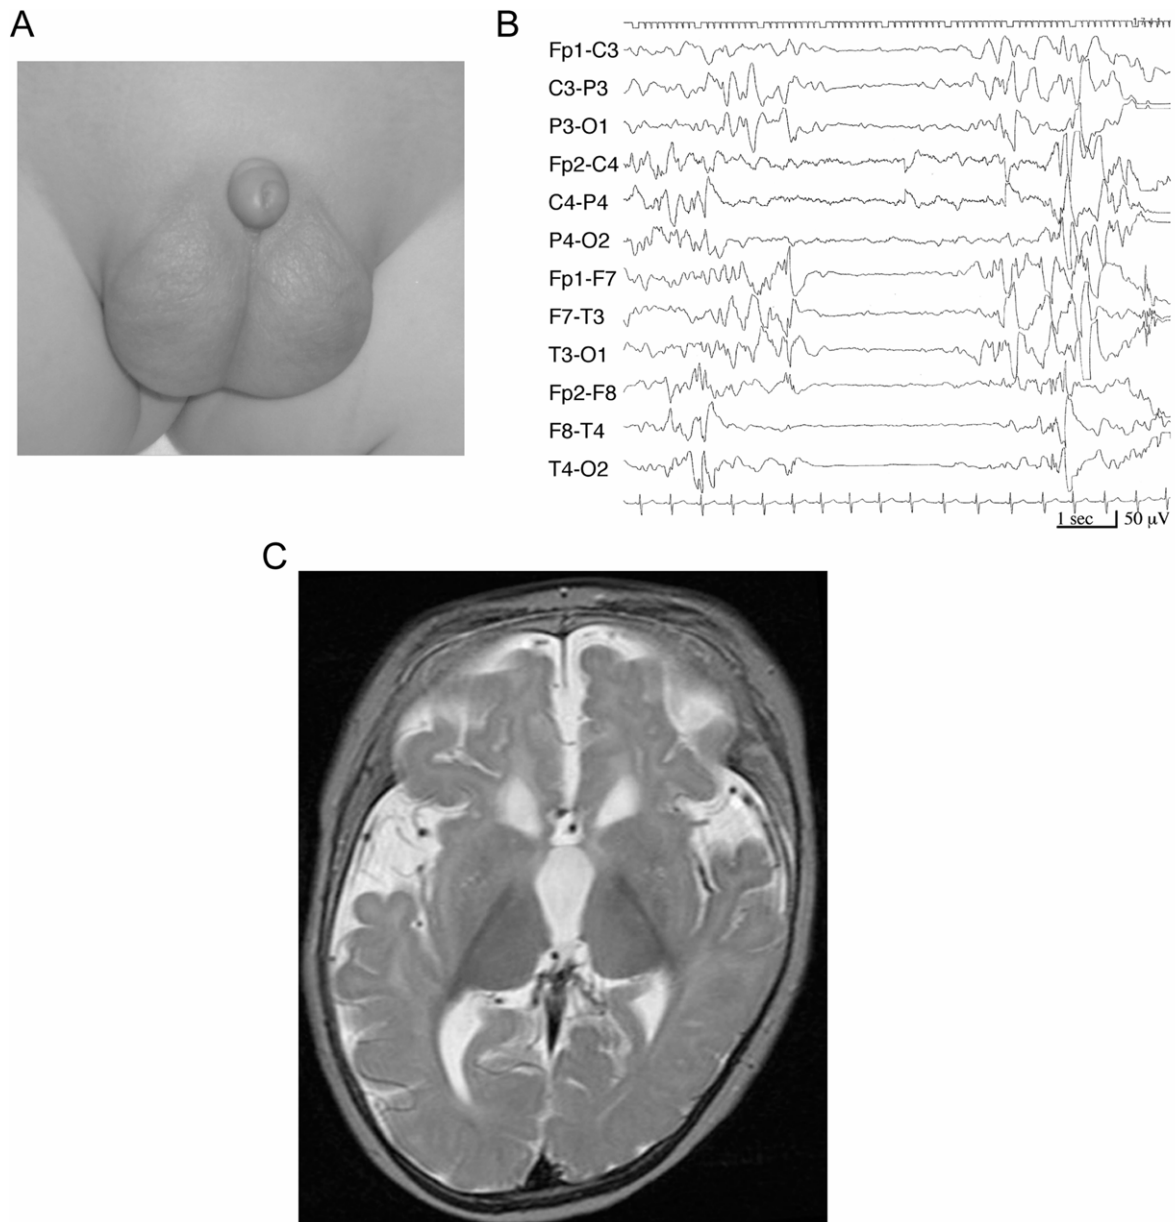 A
B
Fp1-C3
C3-P3
P3-O1
Fp2-C4
C4-P4
P4-O2
Fp1-F7
F7-T3
T3-O1
Fp2-F8
F8-T4
T4-O2
1 sec 50 μV
C